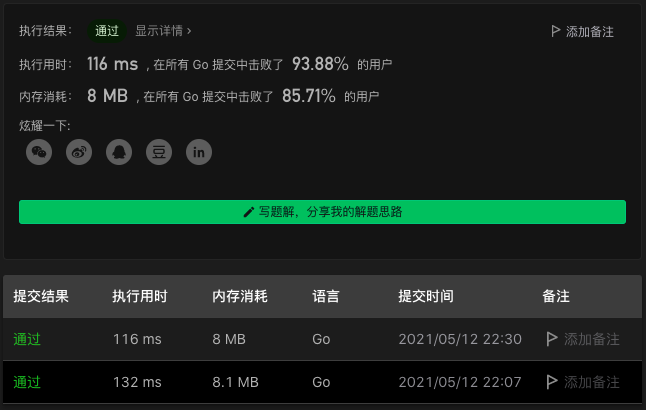 执行结果： 通过 显示详情 › 添加备注
执行用时： 116 ms , 在所有 Go 提交中击败了 93.88% 的用户
内存消耗： 8 MB , 在所有 Go 提交中击败了 85.71% 的用户
炫耀一下:
豆 in
写题解，分享我的解题思路
提交结果 执行用时 内存消耗 语言 提交时间 备注
通过 116 ms 8 MB Go 2021/05/12 22:30 添加备注
通过 132 ms 8.1 MB Go 2021/05/12 22:07 添加备注